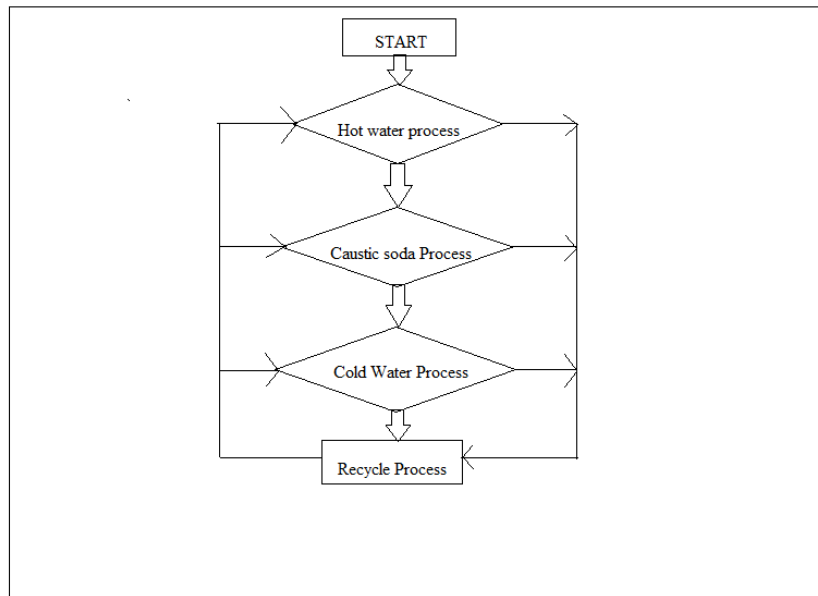 START
Hot water process
Caustic soda Process
Cold Water Process
Recycle Process